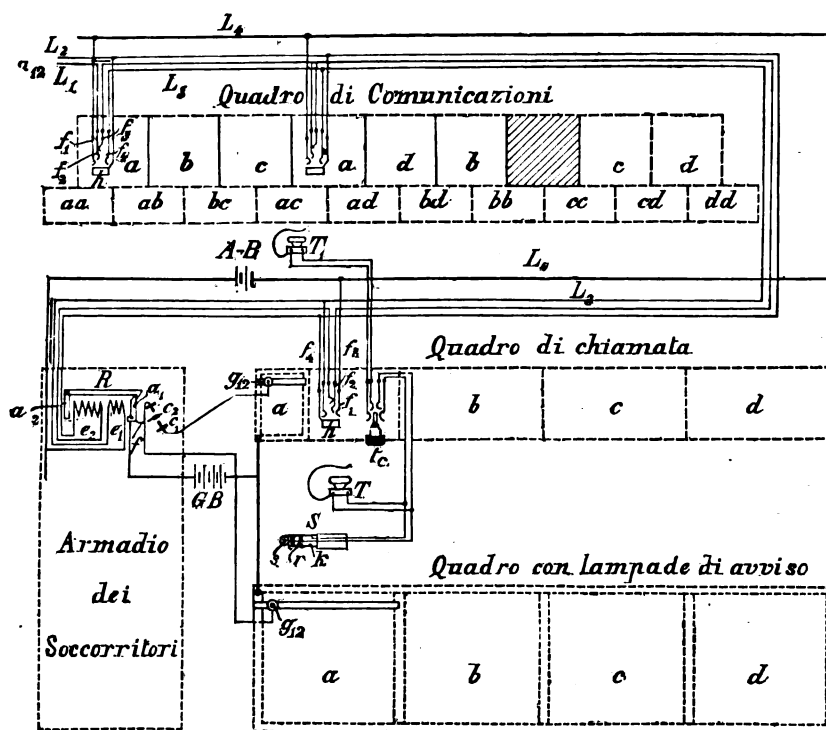 L₄
L₂
a₁₂ L₁
L₃
Quadro di Comunicazioni
f₁ f₃
f₂ f₄
h
a b c a d b c d
aa ab bc ac ad bd bb cc cd dd
A-B
T₁
L₃
Quadro di chiamata
R
a₁
a₂
c₂
c₁
e₂ e₁
f
g₁₂
a
f₄
f₂
f₁
h
b c d
tc.
GB
T
S
s r k
Armadio
dei
Soccorritori
Quadro con lampade di avviso
g₁₂
a b c d